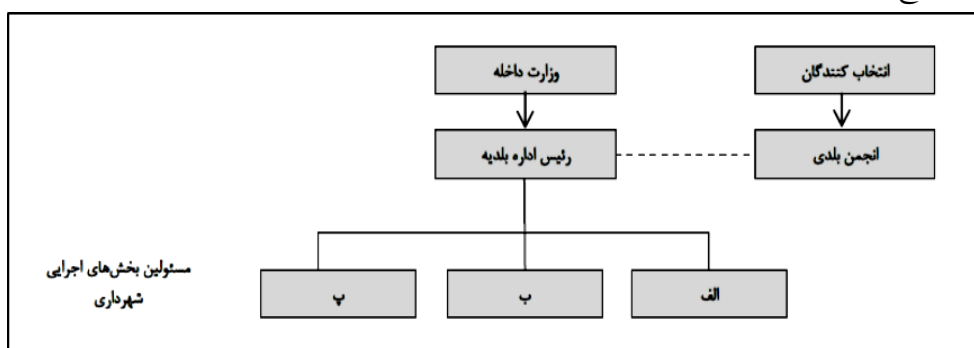 انتخاب کنندگان
وزارت داخله
انجمن بلدی
رئیس اداره بلدیه
مسئولین بخش‌های اجرایی
شهرداری
الف
ب
پ